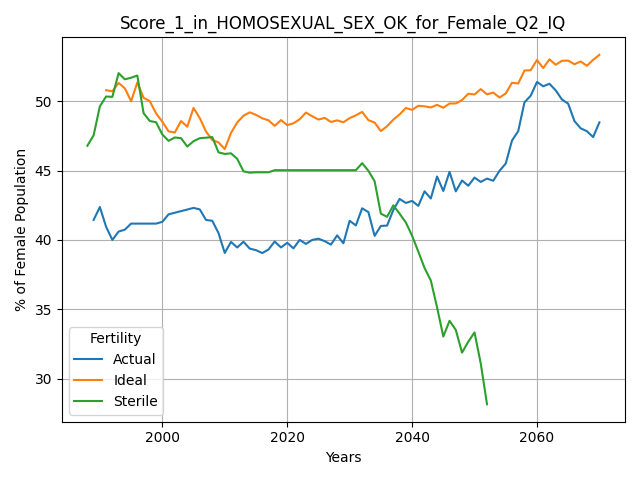 Score_1_in_HOMOSEXUAL_SEX_OK_for_Female_Q2_IQ
% of Female Population
50
45
40
35
30
Fertility
Actual
Ideal
Sterile
2000 2020 2040 2060
Years